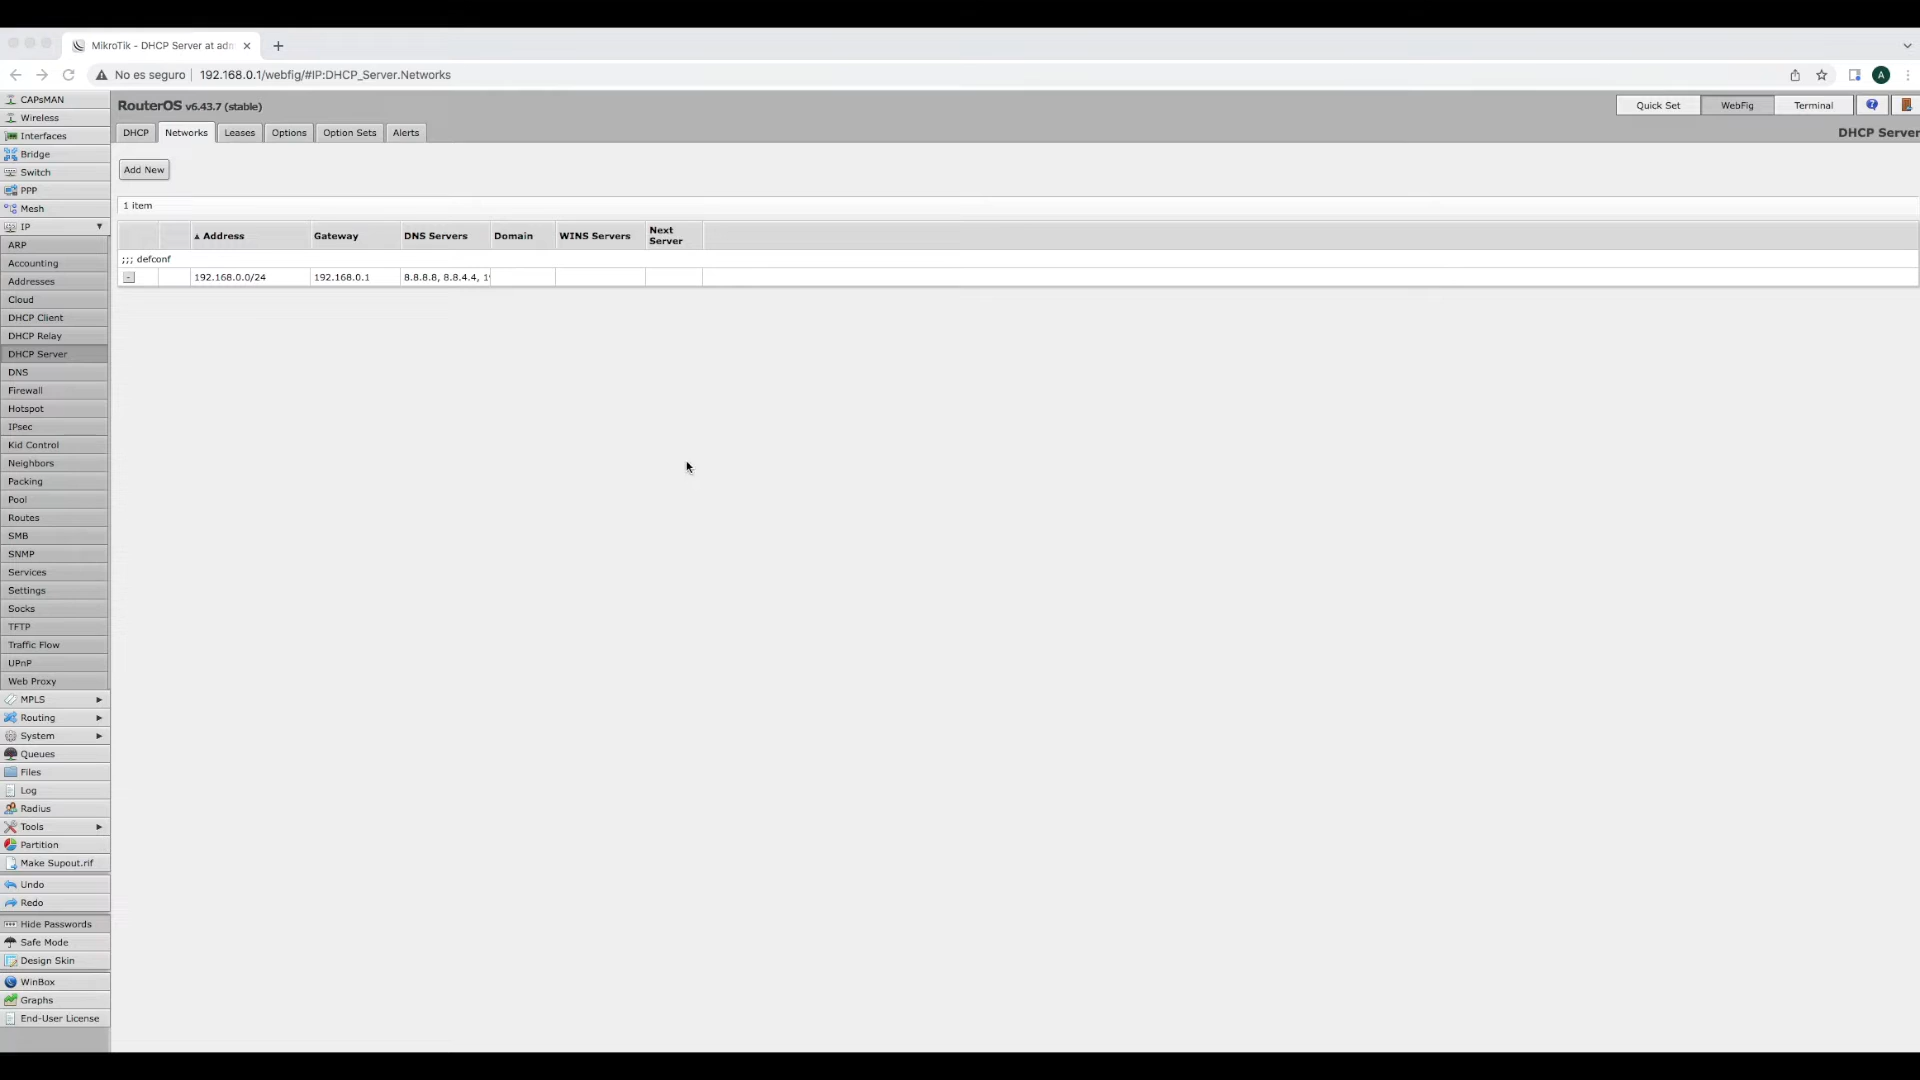 MikroTik - DHCP Server at adm
No es seguro
192.168.0.1/webfig/#IP:DHCP_Server.Networks
A
RouterOS v6.43.7 (stable)
Quick Set
WebFig
Terminal
DHCP
Networks
Leases
Options
Option Sets
Alerts
DHCP Server
Add New
1 item
Address
Gateway
DNS Servers
Domain
WINS Servers
Next
Server
;;; defconf
-
192.168.0.0/24
192.168.0.1
8.8.8.8, 8.8.4.4, 1
CAPsMAN
Wireless
Interfaces
Bridge
Switch
PPP
Mesh
IP
ARP
Accounting
Addresses
Cloud
DHCP Client
DHCP Relay
DHCP Server
DNS
Firewall
Hotspot
IPsec
Kid Control
Neighbors
Packing
Pool
Routes
SMB
SNMP
Services
Settings
Socks
TFTP
Traffic Flow
UPnP
Web Proxy
MPLS
Routing
System
Queues
Files
Log
Radius
Tools
Partition
Make Supout.rif
Undo
Redo
Hide Passwords
Safe Mode
Design Skin
WinBox
Graphs
End-User License